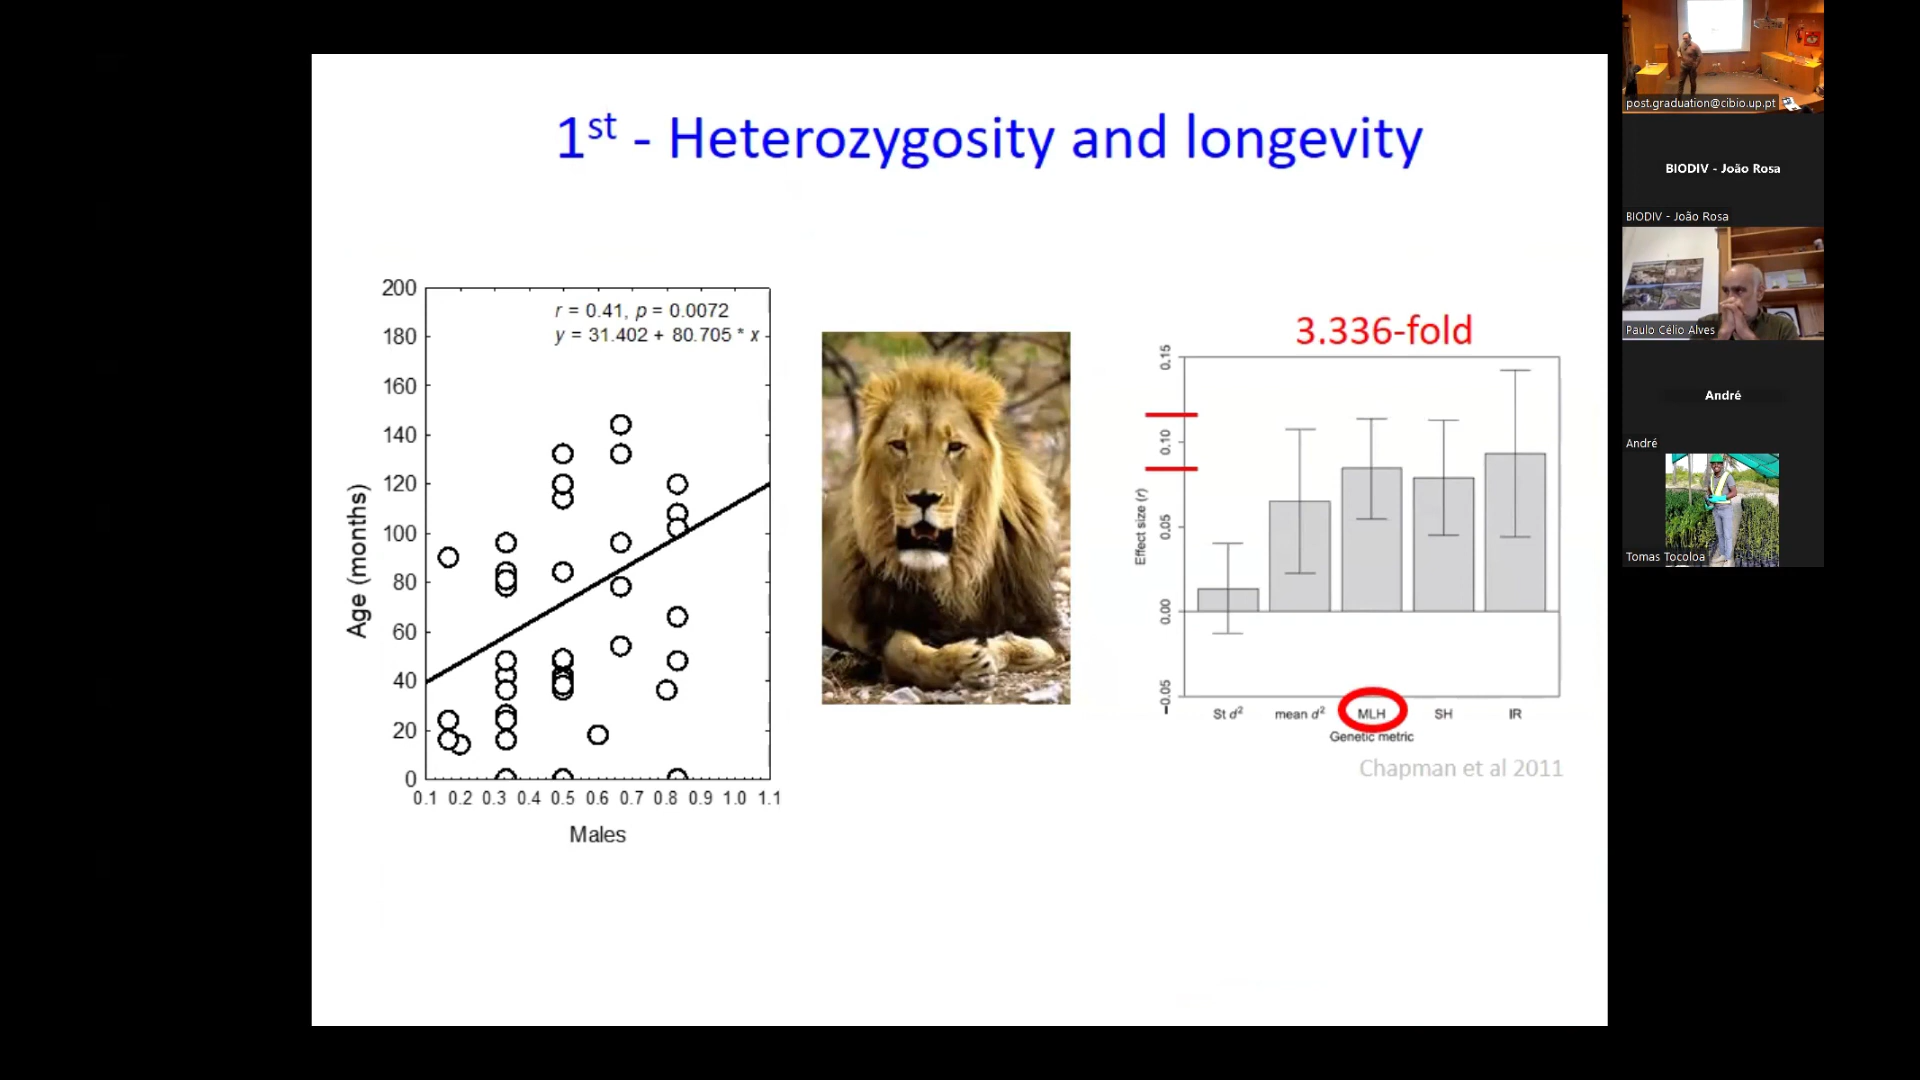 1st - Heterozygosity and longevity
200
180
160
140
120
100
80
60
40
20
0
Age (months)
r = 0.41, p = 0.0072
y = 31.402 + 80.705 * x
0.1 0.2 0.3 0.4 0.5 0.6 0.7 0.8 0.9 1.0 1.1
Males
3.336-fold
0.15
0.10
0.05
0.00
-0.05
Effect size (r)
St d2 mean d2 MLH SH IR
Genetic metric
Chapman et al 2011
post.graduation@cibio.up.pt
BIODIV - João Rosa
BIODIV - João Rosa
Paulo Célio Alves
André
André
Tomas Tocoloa